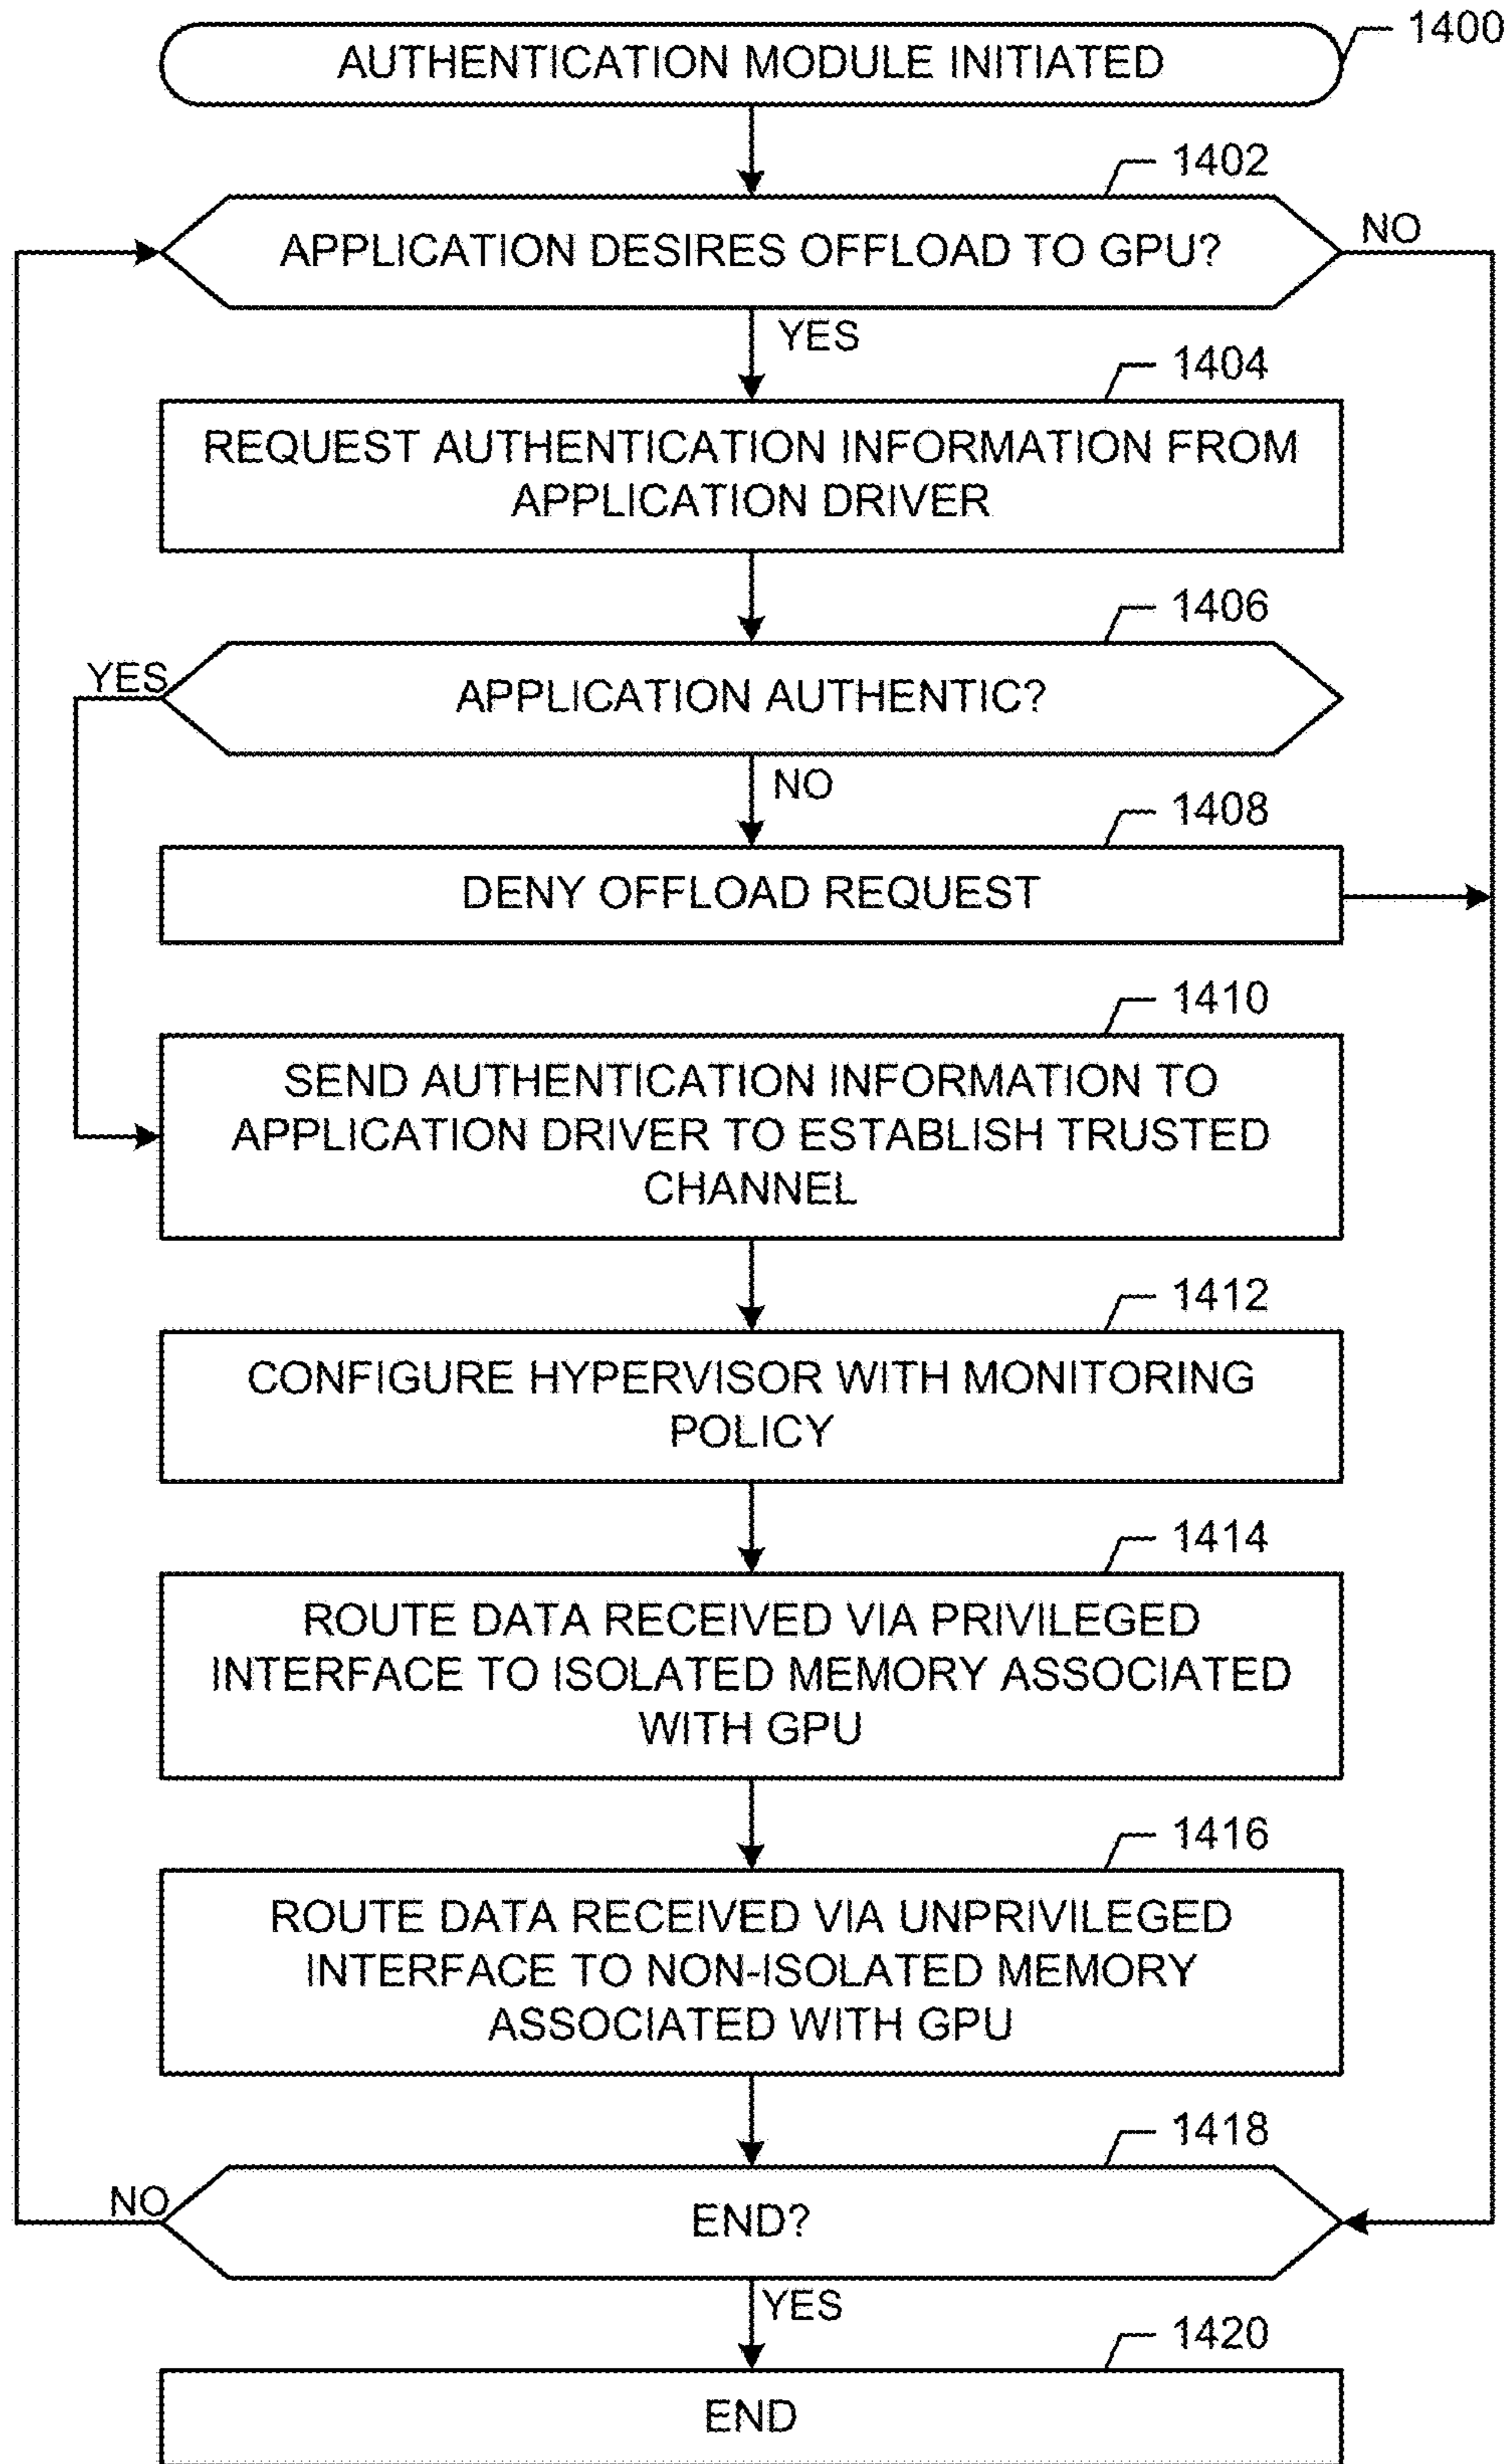 1400
AUTHENTICATION MODULE INITIATED
1402
APPLICATION DESIRES OFFLOAD TO GPU?
NO
YES
1404
REQUEST AUTHENTICATION INFORMATION FROM
APPLICATION DRIVER
1406
YES
APPLICATION AUTHENTIC?
NO
1408
DENY OFFLOAD REQUEST
1410
SEND AUTHENTICATION INFORMATION TO
APPLICATION DRIVER TO ESTABLISH TRUSTED
CHANNEL
1412
CONFIGURE HYPERVISOR WITH MONITORING
POLICY
1414
ROUTE DATA RECEIVED VIA PRIVILEGED
INTERFACE TO ISOLATED MEMORY ASSOCIATED
WITH GPU
1416
ROUTE DATA RECEIVED VIA UNPRIVILEGED
INTERFACE TO NON-ISOLATED MEMORY
ASSOCIATED WITH GPU
1418
NO
END?
YES
1420
END